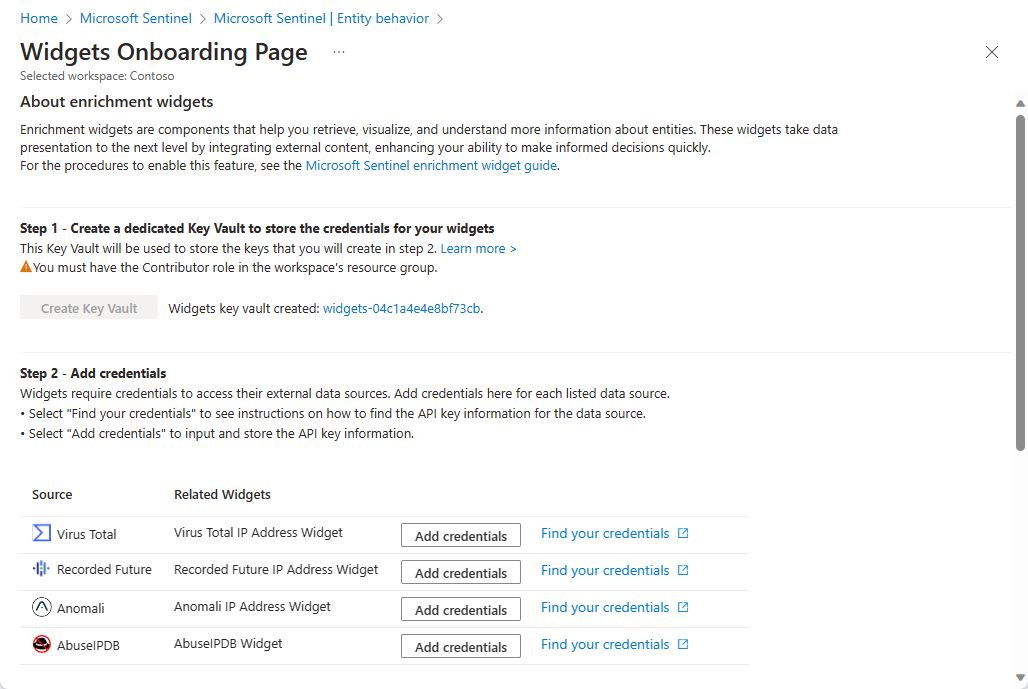 Home > Microsoft Sentinel > Microsoft Sentinel | Entity behavior >
Widgets Onboarding Page ...
Selected workspace: Contoso
About enrichment widgets
Enrichment widgets are components that help you retrieve, visualize, and understand more information about entities. These widgets take data
presentation to the next level by integrating external content, enhancing your ability to make informed decisions quickly.
For the procedures to enable this feature, see the Microsoft Sentinel enrichment widget guide.
Step 1 - Create a dedicated Key Vault to store the credentials for your widgets
This Key Vault will be used to store the keys that you will create in step 2. Learn more >
You must have the Contributor role in the workspace's resource group.
Create Key Vault Widgets key vault created: widgets-04c1a4e4e8bf73cb.
Step 2 - Add credentials
Widgets require credentials to access their external data sources. Add credentials here for each listed data source.
• Select "Find your credentials" to see instructions on how to find the API key information for the data source.
• Select "Add credentials" to input and store the API key information.
Source Related Widgets
Virus Total Virus Total IP Address Widget Add credentials Find your credentials
Recorded Future Recorded Future IP Address Widget Add credentials Find your credentials
Anomali Anomali IP Address Widget Add credentials Find your credentials
AbuseIPDB AbuseIPDB Widget Add credentials Find your credentials